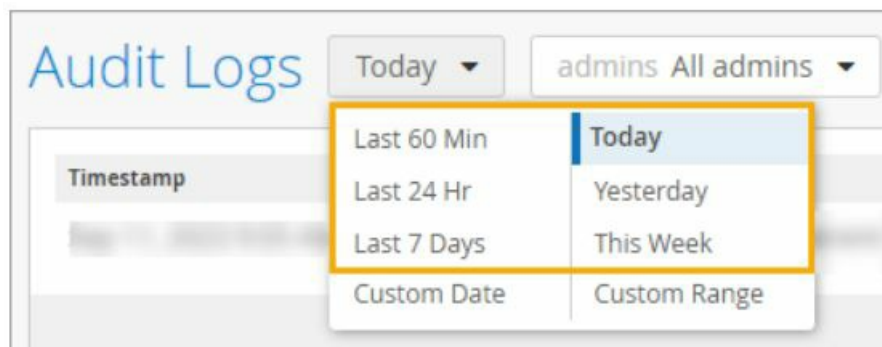 Audit Logs Today admins All admins
Timestamp
Last 60 Min Today
Last 24 Hr Yesterday
Last 7 Days This Week
Custom Date Custom Range